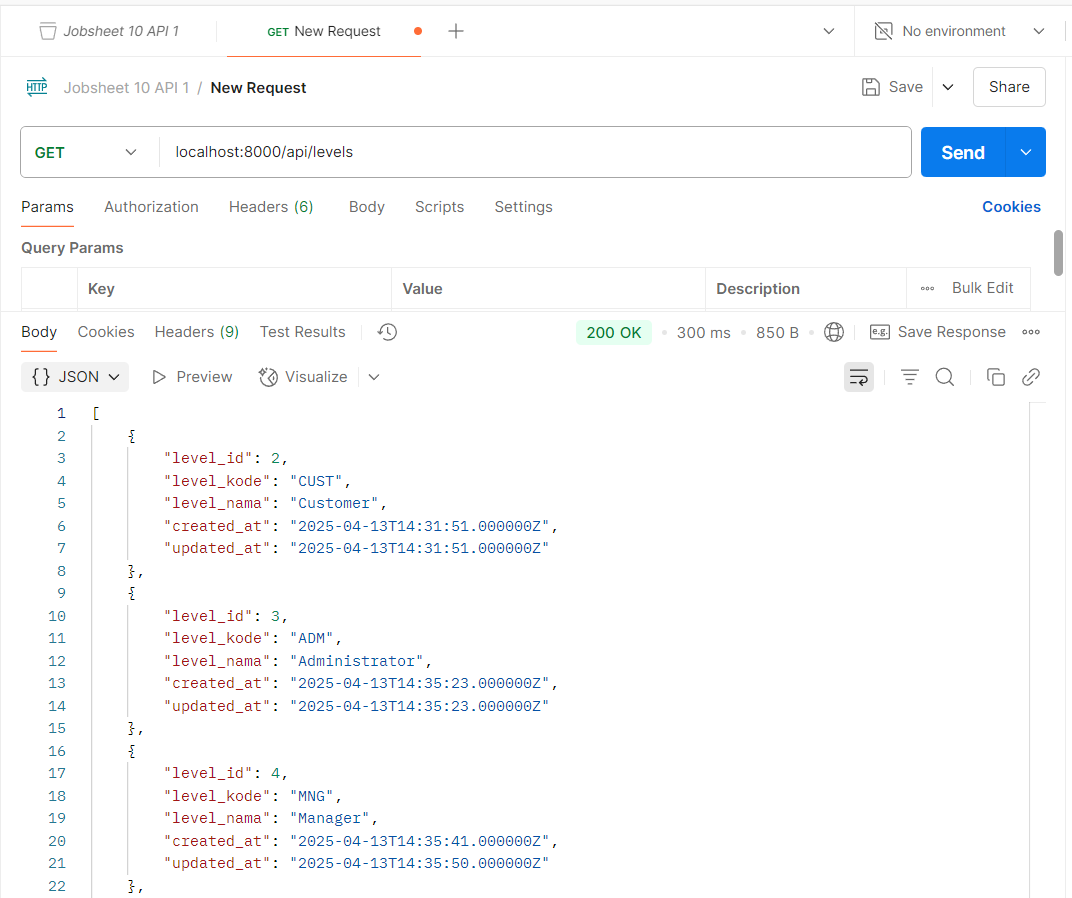 Jobsheet 10 API 1 GET New Request No environment
HTTP Jobsheet 10 API 1 / New Request Save Share
GET localhost:8000/api/levels Send
Params Authorization Headers (6) Body Scripts Settings Cookies
Query Params
Key Value Description Bulk Edit
Body Cookies Headers (9) Test Results 200 OK 300 ms 850 B e.g. Save Response
{} JSON Preview Visualize
1 [
2 {
3 "level_id": 2,
4 "level_kode": "CUST",
5 "level_nama": "Customer",
6 "created_at": "2025-04-13T14:31:51.000000Z",
7 "updated_at": "2025-04-13T14:31:51.000000Z"
8 },
9 {
10 "level_id": 3,
11 "level_kode": "ADM",
12 "level_nama": "Administrator",
13 "created_at": "2025-04-13T14:35:23.000000Z",
14 "updated_at": "2025-04-13T14:35:23.000000Z"
15 },
16 {
17 "level_id": 4,
18 "level_kode": "MNG",
19 "level_nama": "Manager",
20 "created_at": "2025-04-13T14:35:41.000000Z",
21 "updated_at": "2025-04-13T14:35:50.000000Z"
22 },